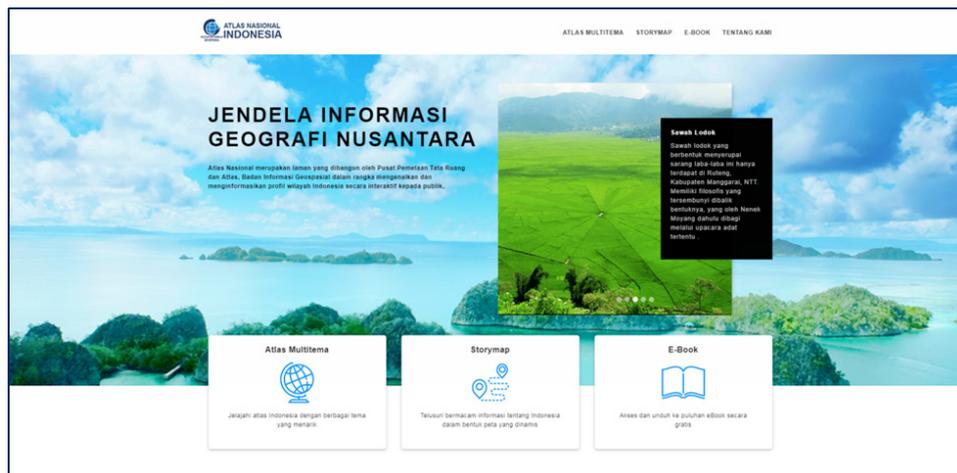 ATLAS NASIONAL
INDONESIA
ATLAS MULTITEMA STORYMAP E-BOOK TENTANG KAMI
JENDELA INFORMASI
GEOGRAFI NUSANTARA
Atlas Nasional merupakan laman yang dibangun oleh Pusat Pemetaan Tata Ruang
dan Atlas, Badan Informasi Geospasial dalam rangka mengenalkan dan
menginformasikan profil wilayah Indonesia secara interaktif kepada publik.
Sawah Lodok
Sawah lodok yang
berbentuk menyerupai
sarang laba-laba ini hanya
terdapat di Ruteng,
Kabupaten Manggarai, NTT.
Memiliki filosofis yang
tersembunyi dibalik
bentuknya, yang oleh Nenek
Moyang dahulu dibagi
melalui upacara adat
tertentu .
Atlas Multitema
Jelajahi atlas Indonesia dengan berbagai tema
yang menarik
Storymap
Telusuri bermacam informasi tentang Indonesia
dalam bentuk peta yang dinamis
E-Book
Akses dan unduh ke puluhan eBook secara
gratis